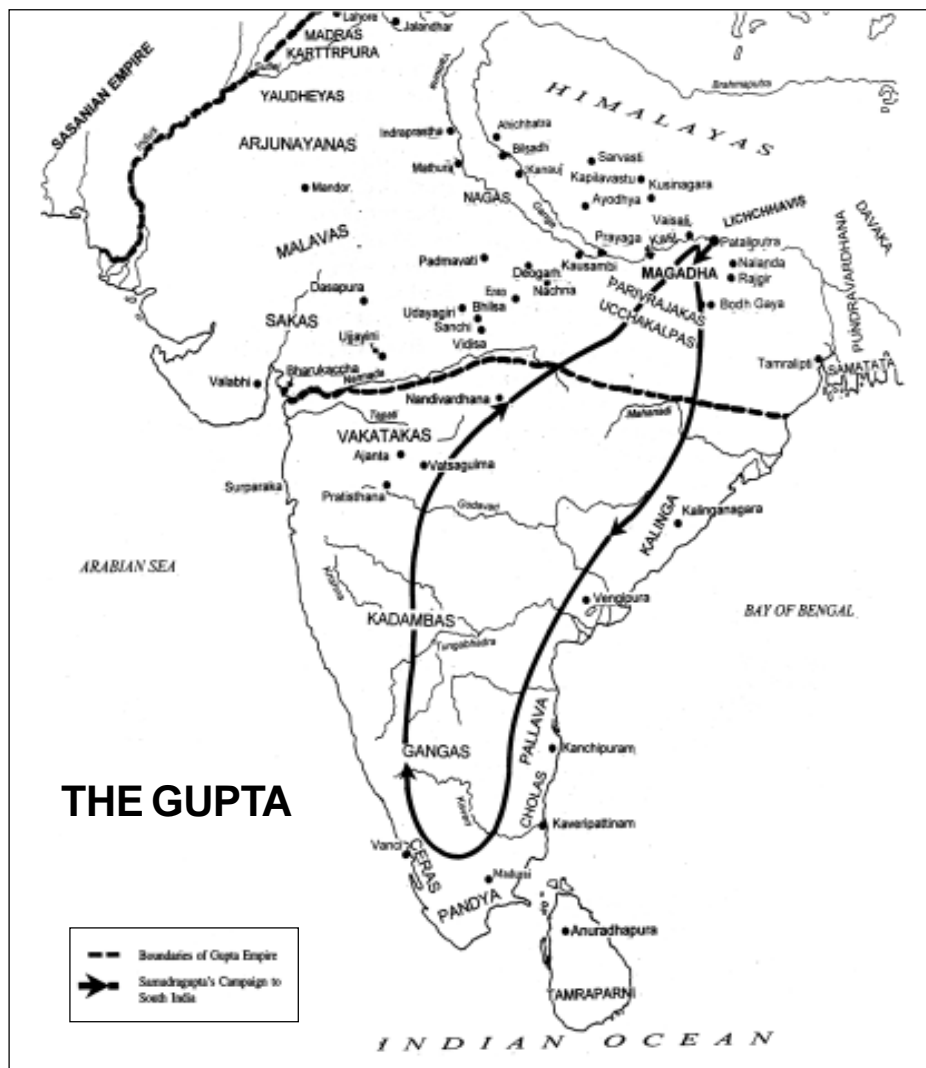 Lahore
Jalandhar
MADRAS
KARTTRPURA
SASANIAN EMPIRE
Indus
YAUDHEYAS
ARJUNAYANAS
Brahmaputra
HIMALAYAS
Indraprastha
Ahichhatra
Bilsadh
Mathura
Kanauj
Sarvasti
Kapilavastu
Kusinagara
Mandor
NAGAS
Ganga
Ayodhya
Vaisali
LICHCHHAVIS
DAVAKA
PUNDRAVARDHANA
MALAVAS
Prayaga
KASI
Pataliputra
Padmavati
Kausambi
MAGADHA
Nalanda
Deogarh
Rajgir
Nachna
PARIVRAJAKAS
Dasapura
Eran
UCCHAKALPAS
Bodh Gaya
Udayagiri
Bhilsa
SAKAS
Sanchi
Ujjayini
Vidisa
Tamralipti
SAMATATA
Bharukaccha
Narmada
Valabhi
Nandivardhana
Tapati
Mahanadi
VAKATAKAS
Ajanta
Vatsagulma
Surparaka
Pratisthana
Godavari
KALINGA
Kalinganagara
ARABIAN SEA
Krishna
Vengipura
BAY OF BENGAL
KADAMBAS
Tungabhadra
PALLAVA
GANGAS
Kanchipuram
THE GUPTA
Kaveri
CHOLAS
Kaveripattinam
Vanci
CERAS
Madurai
PANDYA
Anuradhapura
Boundaries of Gupta Empire
Samudragupta's Campaign to
South India
TAMRAPARNI
INDIAN OCEAN